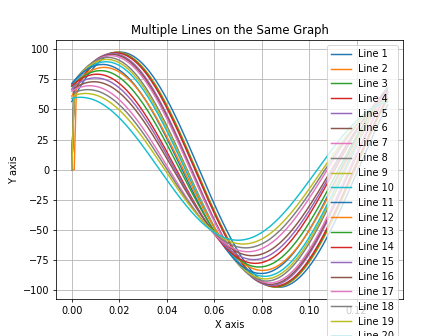 Multiple Lines on the Same Graph
100
75
50
25
0
−25
−50
−75
−100
Y axis
0.00
0.02
0.04
0.06
0.08
0.10
X axis
Line 1
Line 2
Line 3
Line 4
Line 5
Line 6
Line 7
Line 8
Line 9
Line 10
Line 11
Line 12
Line 13
Line 14
Line 15
Line 16
Line 17
Line 18
Line 19
Line 20